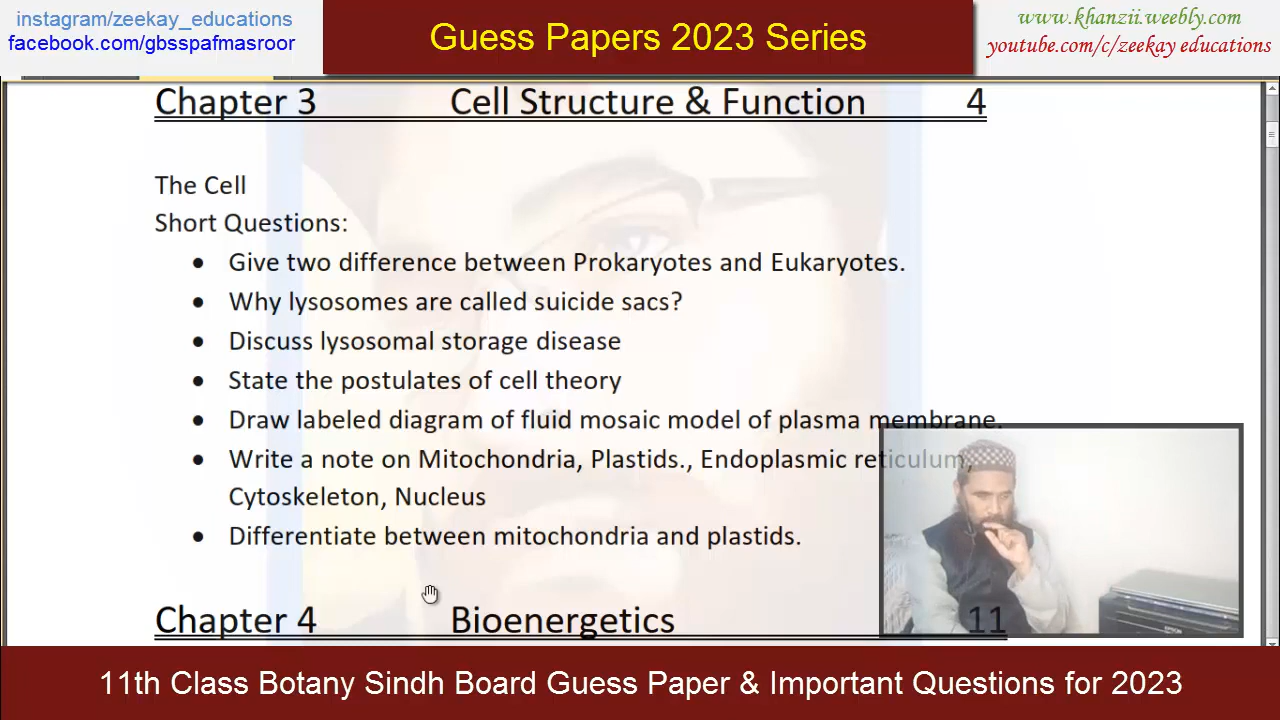 instagram/zeekay_educations
facebook.com/gbsspafmasroor
Guess Papers 2023 Series
www.khanzii.weebly.com
youtube.com/c/zeekay educations
Chapter 3 Cell Structure & Function 4
The Cell
Short Questions:
• Give two difference between Prokaryotes and Eukaryotes.
• Why lysosomes are called suicide sacs?
• Discuss lysosomal storage disease
• State the postulates of cell theory
• Draw labeled diagram of fluid mosaic model of plasma membrane.
• Write a note on Mitochondria, Plastids., Endoplasmic reticulum,
Cytoskeleton, Nucleus
• Differentiate between mitochondria and plastids.
Chapter 4 Bioenergetics 11
11th Class Botany Sindh Board Guess Paper & Important Questions for 2023